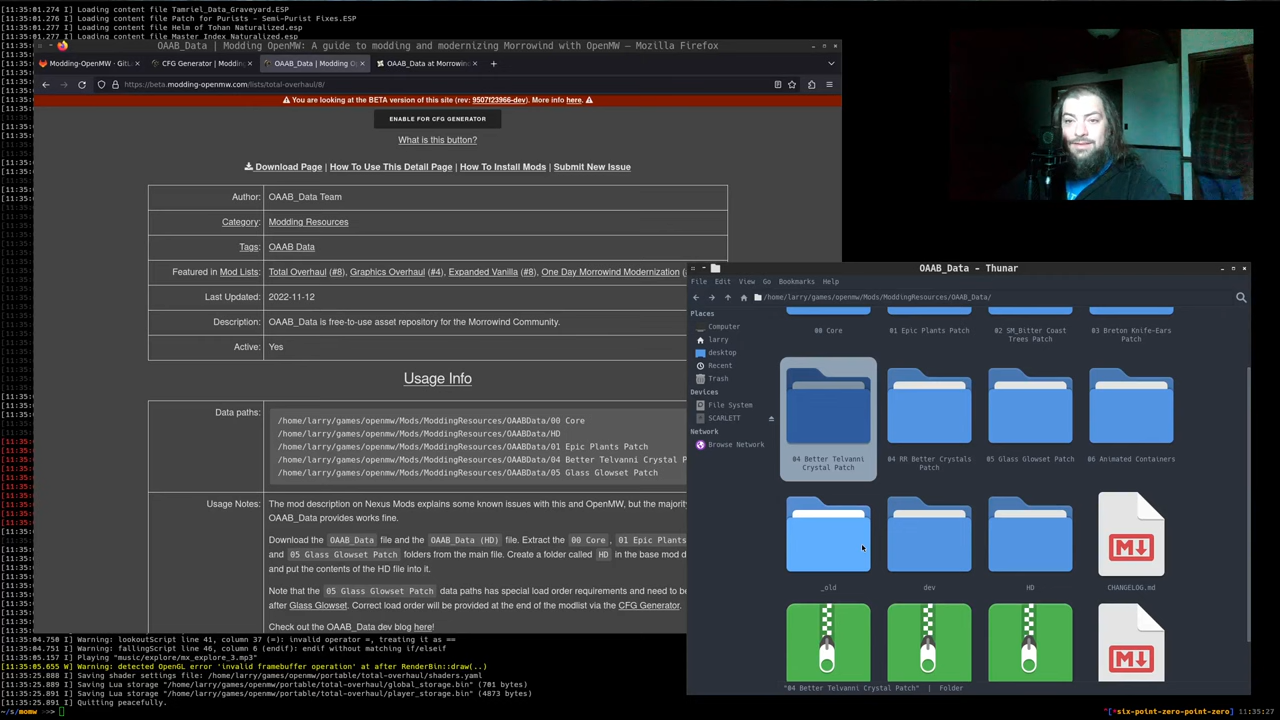 [11:35:01.274 I] Loading content file Tamriel_Data_Graveyard.ESP
[11:35:01.276 I] Loading content file Patch for Purists - Semi-Purist Fixes.ESP
[11:35:01.277 I] Loading content file Helm of Tohan Naturalized.esp
Loading content file Master Index Naturalized.esp
OAAB_Data | Modding OpenMW: A guide to modding and modernizing Morrowind with OpenMW — Mozilla Firefox
Modding-OpenMW · GitL
CFG Generator | Modding
OAAB_Data | Modding O
OAAB_Data at Morrowind
https://beta.modding-openmw.com/lists/total-overhaul/8/
You are looking at the BETA version of this site (rev: 9507f23966-dev). More info here.
ENABLE FOR CFG GENERATOR
What is this button?
Download Page | How To Use This Detail Page | How To Install Mods | Submit New Issue
Author: OAAB_Data Team
Category: Modding Resources
Tags: OAAB Data
Featured in Mod Lists: Total Overhaul (#8), Graphics Overhaul (#4), Expanded Vanilla (#8), One Day Morrowind Modernization (
Last Updated: 2022-11-12
Description: OAAB_Data is free-to-use asset repository for the Morrowind Community.
Active: Yes
Usage Info
Data paths:
/home/larry/games/openmw/Mods/ModdingResources/OAABData/00 Core
/home/larry/games/openmw/Mods/ModdingResources/OAABData/HD
/home/larry/games/openmw/Mods/ModdingResources/OAABData/01 Epic Plants Patch
/home/larry/games/openmw/Mods/ModdingResources/OAABData/04 Better Telvanni Crystal P
/home/larry/games/openmw/Mods/ModdingResources/OAABData/05 Glass Glowset Patch
Usage Notes:
The mod description on Nexus Mods explains some known issues with this and OpenMW, but the majority
OAAB_Data provides works fine.
Download the OAAB_Data file and the OAAB_Data (HD) file. Extract the 00 Core , 01 Epic Plants
and 05 Glass Glowset Patch folders from the main file. Create a folder called HD in the base mod d
and put the contents of the HD file into it.
Note that the 05 Glass Glowset Patch data paths has special load order requirements and needs to
after Glass Glowset. Correct load order will be provided at the end of the modlist via the CFG Generator.
Check out the OAAB_Data dev blog here!
OAAB_Data - Thunar
File Edit View Go Bookmarks Help
/home/larry/games/openmw/Mods/ModdingResources/OAAB_Data/
Places
Computer
larry
desktop
Recent
Trash
Devices
File System
SCARLETT
Network
Browse Network
00 Core
01 Epic Plants Patch
02 SM_Bitter Coast Trees Patch
03 Breton Knife-Ears Patch
04 Better Telvanni Crystal Patch
04 RR Better Crystals Patch
05 Glass Glowset Patch
06 Animated Containers
_old
dev
HD
CHANGELOG.md
"04 Better Telvanni Crystal Patch" | Folder
[11:35:04.750 I] Warning: lookoutScript line 41, column 37 (=): invalid operator =, treating it as ==
[11:35:04.751 I] Warning: fallingScript line 46, column 6 (endif): endif without matching if/elseif
[11:35:05.157 I] Playing "music/explore/mx_explore_3.mp3"
[11:35:05.655 W] Warning: detected OpenGL error 'invalid framebuffer operation' at after RenderBin::draw(..)
[11:35:25.888 I] Saving shader settings file: /home/larry/games/openmw/portable/total-overhaul/shaders.yaml
[11:35:25.891 I] Saving Lua storage "/home/larry/games/openmw/portable/total-overhaul/global_storage.bin" (701 bytes)
[11:35:25.891 I] Saving Lua storage "/home/larry/games/openmw/portable/total-overhaul/player_storage.bin" (4873 bytes)
[11:35:25.891 I] Quitting peacefully.
~/s/momw >>>
*[*six-point-zero-point-zero] 11:35:27